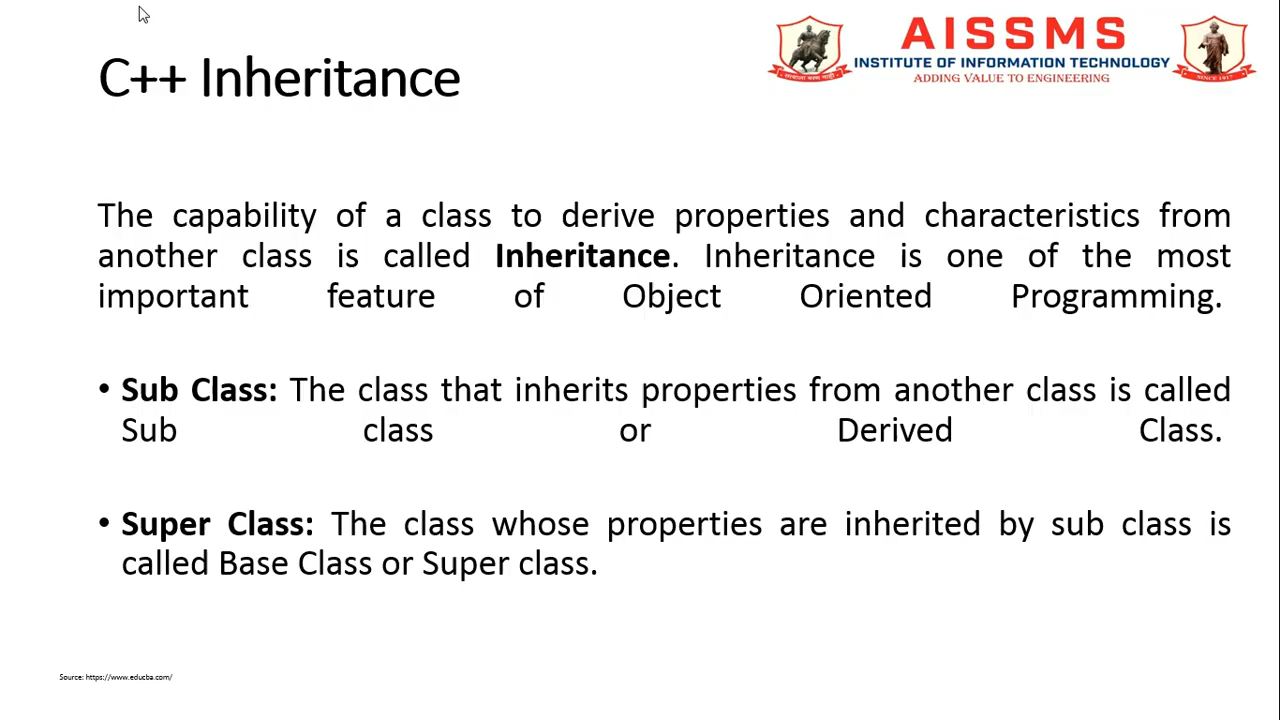 C++ Inheritance
AISSMS
INSTITUTE OF INFORMATION TECHNOLOGY
ADDING VALUE TO ENGINEERING
SINCE 1917
The capability of a class to derive properties and characteristics from
another class is called Inheritance. Inheritance is one of the most
important feature of Object Oriented Programming.
• Sub Class: The class that inherits properties from another class is called
Sub class or Derived Class.
• Super Class: The class whose properties are inherited by sub class is
called Base Class or Super class.
Source: https://www.educba.com/